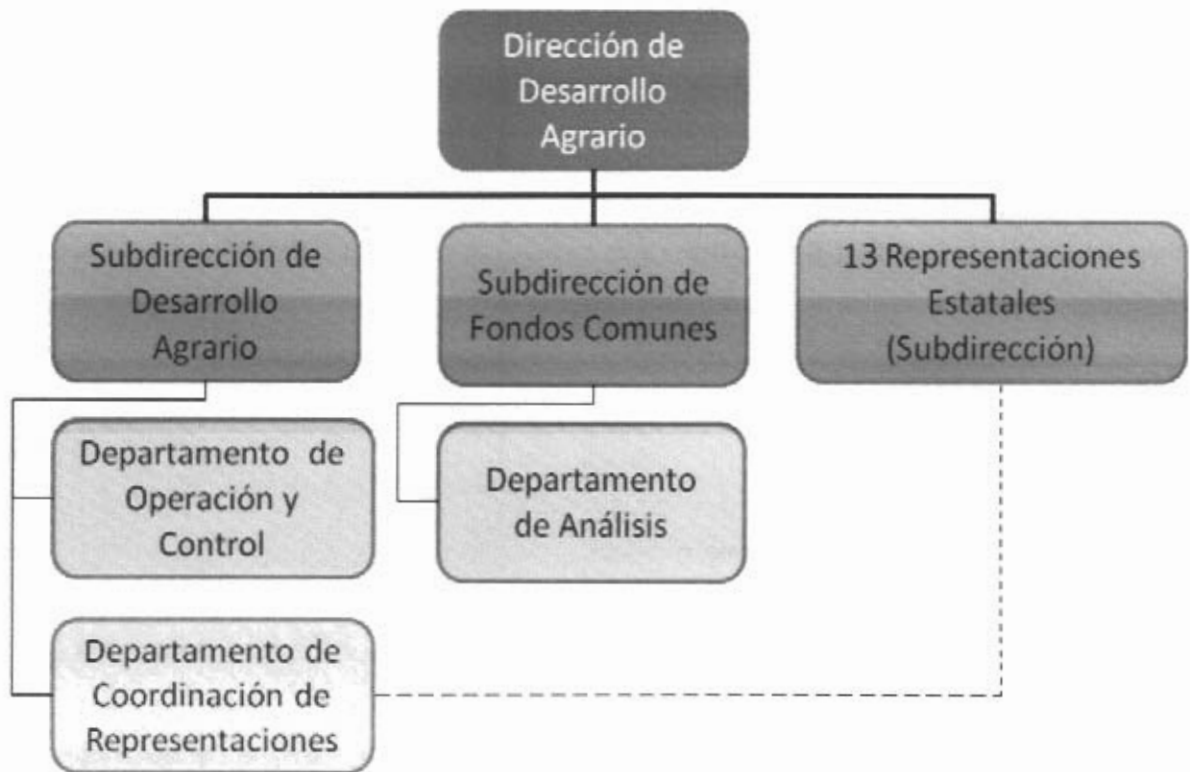 Dirección de
Desarrollo
Agrario
Subdirección de
Desarrollo
Agrario
Subdirección de
Fondos Comunes
13 Representaciones
Estatales
(Subdirección)
Departamento de
Operación y
Control
Departamento
de Análisis
Departamento de
Coordinación de
Representaciones